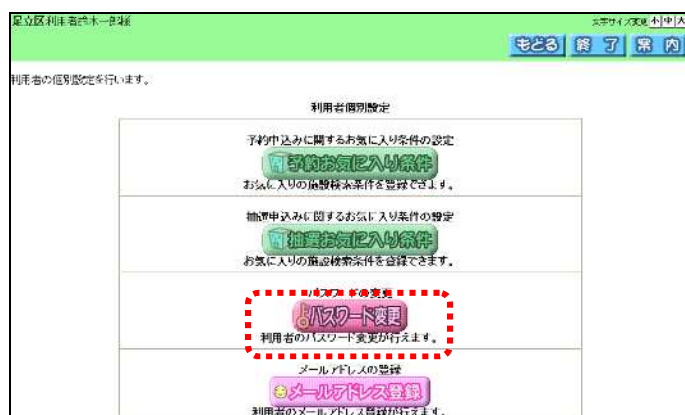 足立区利用者鈴木一郎様
文字サイズ変更 小 中 大
もどる 終了 案内
利用者の個別設定を行います。
利用者個別設定
予約申込みに関するお気に入り条件の設定
予約お気に入り条件
お気に入りの施設検索条件を登録できます。
抽選申込みに関するお気に入り条件の設定
抽選お気に入り条件
お気に入りの施設検索条件を登録できます。
パスワードの変更
パスワード変更
利用者のパスワード変更が行えます。
メールアドレスの登録
メールアドレス登録
利用者のメールアドレス登録が行えます。